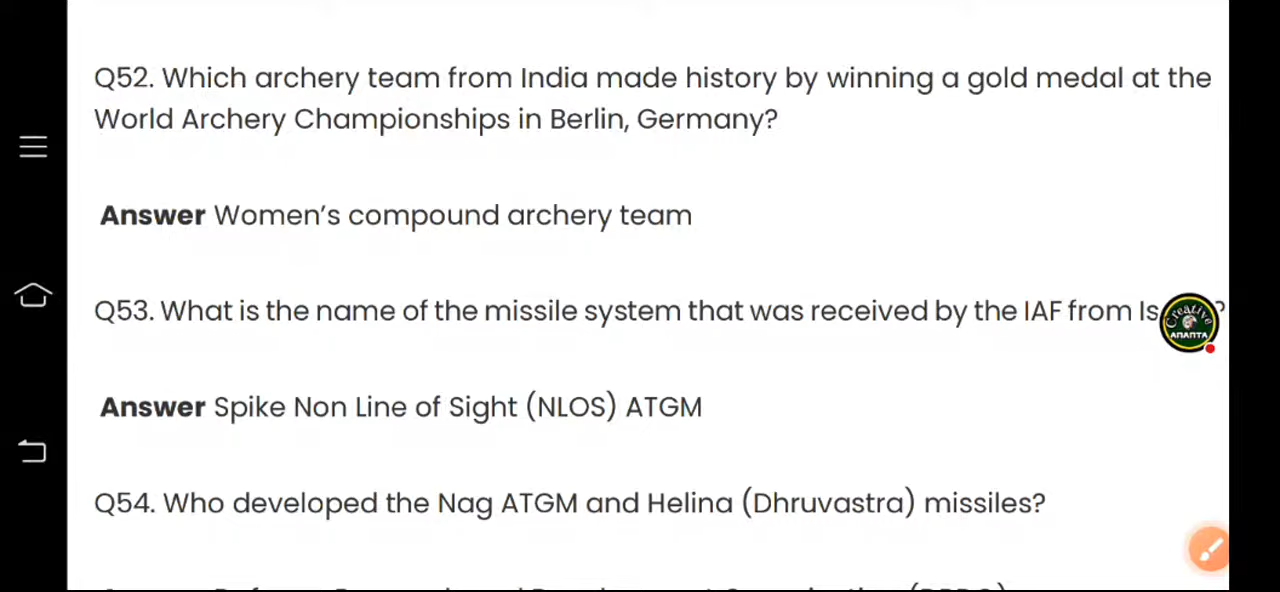 Q52. Which archery team from India made history by winning a gold medal at the
World Archery Championships in Berlin, Germany?
Answer Women's compound archery team
Q53. What is the name of the missile system that was received by the IAF from Is
Creative
ANANTA
Answer Spike Non Line of Sight (NLOS) ATGM
Q54. Who developed the Nag ATGM and Helina (Dhruvastra) missiles?